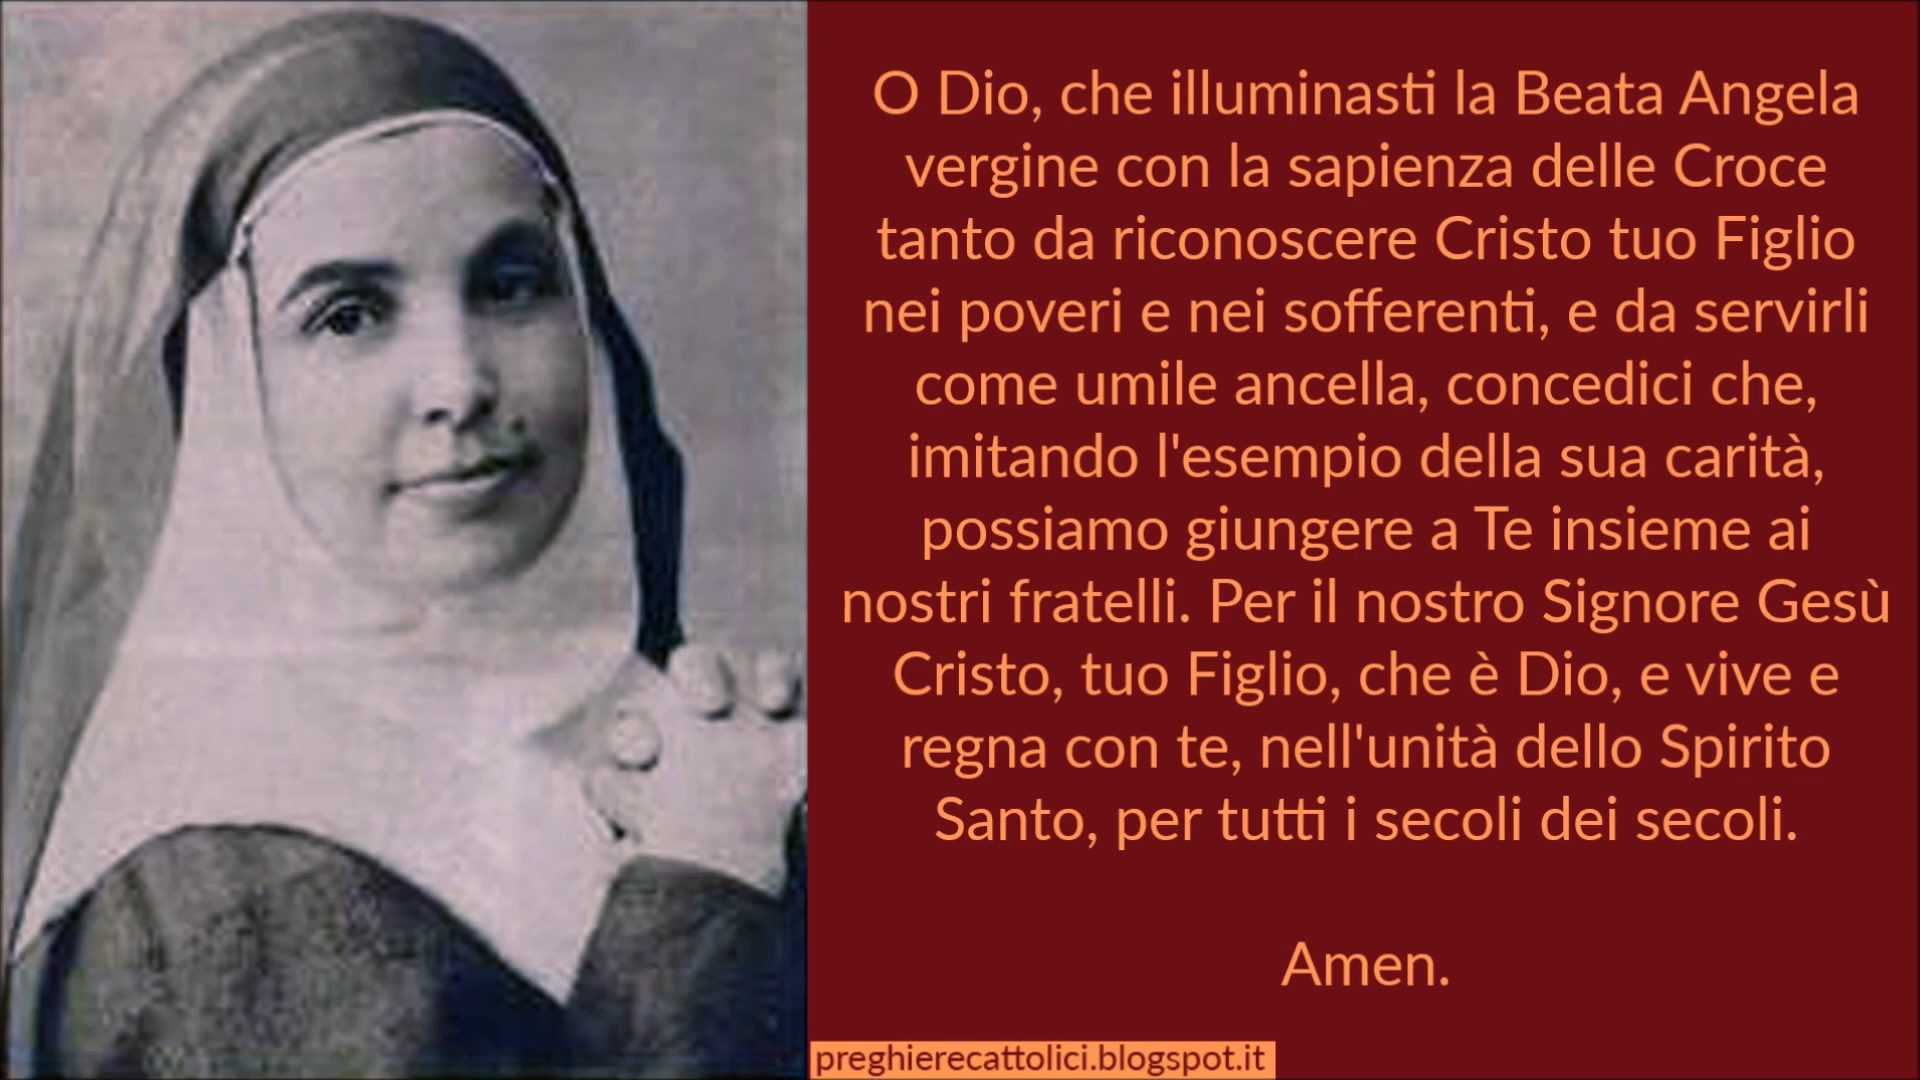 O Dio, che illuminasti la Beata Angela
vergine con la sapienza delle Croce
tanto da riconoscere Cristo tuo Figlio
nei poveri e nei sofferenti, e da servirli
come umile ancella, concedici che,
imitando l'esempio della sua carità,
possiamo giungere a Te insieme ai
nostri fratelli. Per il nostro Signore Gesù
Cristo, tuo Figlio, che è Dio, e vive e
regna con te, nell'unità dello Spirito
Santo, per tutti i secoli dei secoli.
Amen.
preghierecattolici.blogspot.it